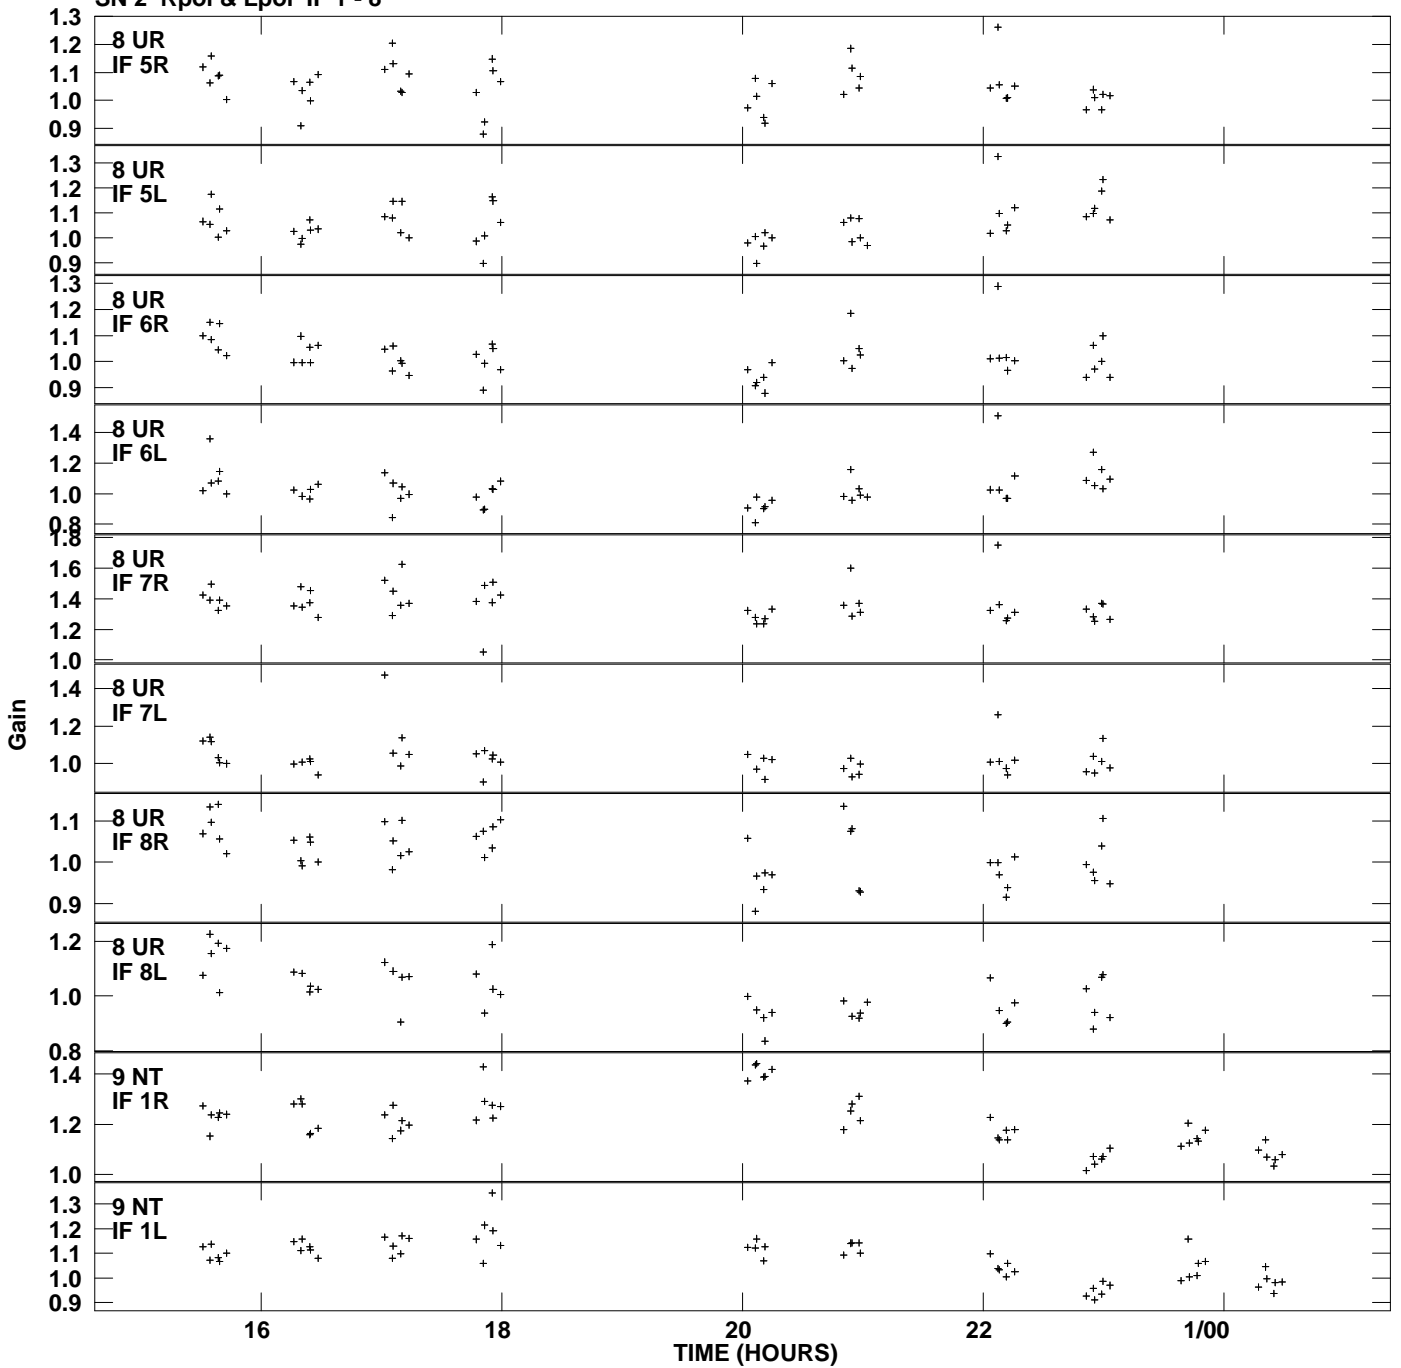 SN 2 Rpol & Lpol IF 1 - 8
1.3
1.2
1.1
1.0
0.9
8 UR
IF 5R
1.3
1.2
1.1
1.0
0.9
8 UR
IF 5L
1.3
1.2
1.1
1.0
0.9
8 UR
IF 6R
1.4
1.2
1.0
0.8
8 UR
IF 6L
1.8
1.6
1.4
1.2
1.0
8 UR
IF 7R
1.4
1.2
1.0
8 UR
IF 7L
1.1
1.0
0.9
8 UR
IF 8R
1.2
1.0
0.8
8 UR
IF 8L
1.4
1.2
1.0
9 NT
IF 1R
1.3
1.2
1.1
1.0
0.9
9 NT
IF 1L
Gain
16 18 20 22 1/00
TIME (HOURS)